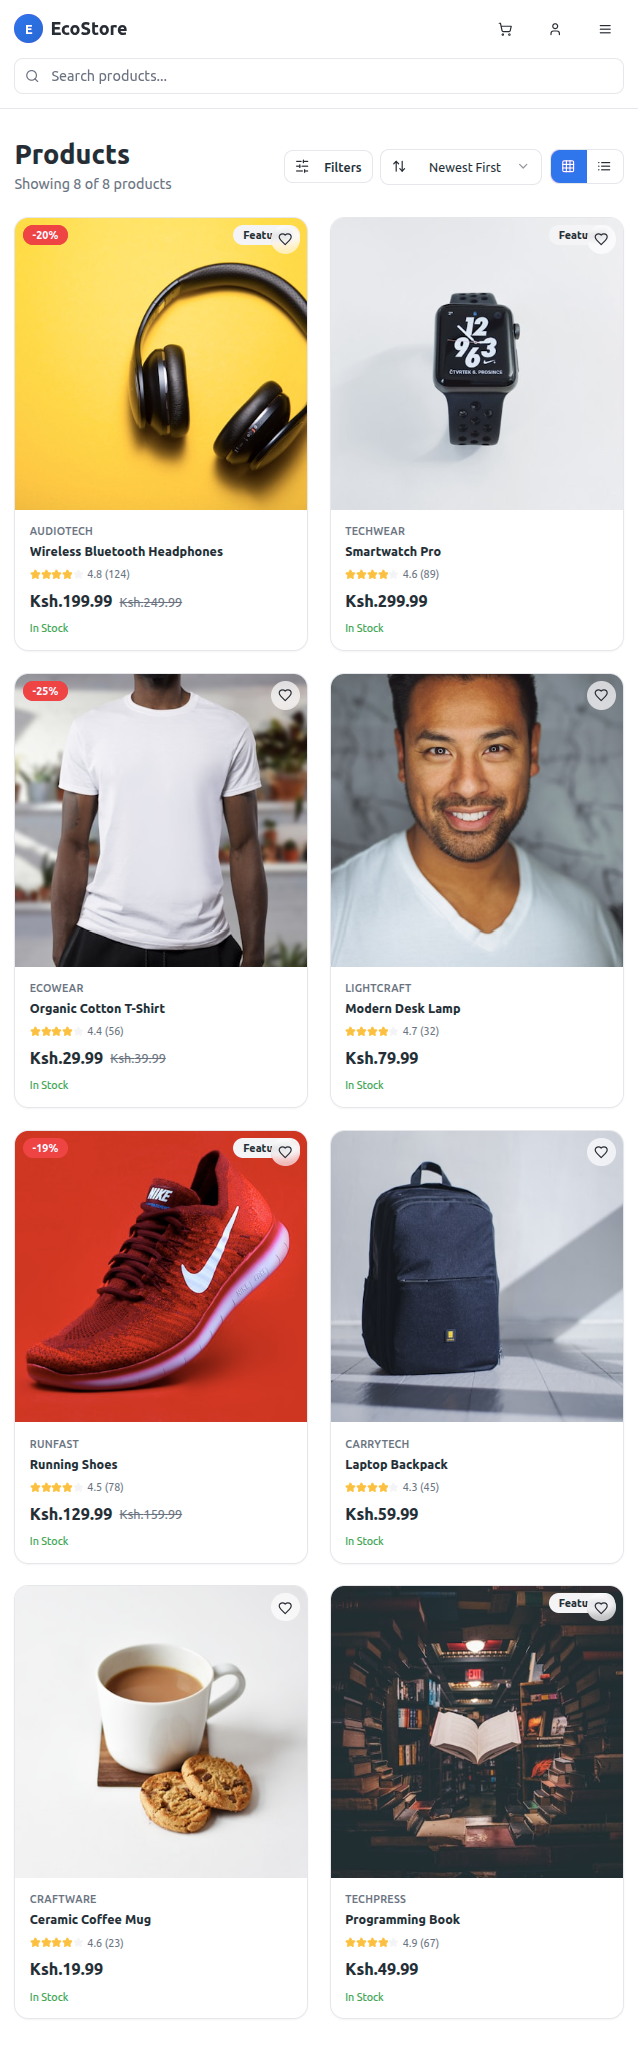 E EcoStore
Search products...
Products
Showing 8 of 8 products
Filters
Newest First
-20%
Featu
Featu
12
9 3
6
ČTVRTEK 8. PROSINCE
AUDIOTECH
Wireless Bluetooth Headphones
4.8 (124)
Ksh.199.99 Ksh.249.99
In Stock
TECHWEAR
Smartwatch Pro
4.6 (89)
Ksh.299.99
In Stock
-25%
ECOWEAR
Organic Cotton T-Shirt
4.4 (56)
Ksh.29.99 Ksh.39.99
In Stock
LIGHTCRAFT
Modern Desk Lamp
4.7 (32)
Ksh.79.99
In Stock
-19%
Featu
NIKE
RUNFAST
Running Shoes
4.5 (78)
Ksh.129.99 Ksh.159.99
In Stock
CARRYTECH
Laptop Backpack
4.3 (45)
Ksh.59.99
In Stock
Featu
EXIT
CRAFTWARE
Ceramic Coffee Mug
4.6 (23)
Ksh.19.99
In Stock
TECHPRESS
Programming Book
4.9 (67)
Ksh.49.99
In Stock